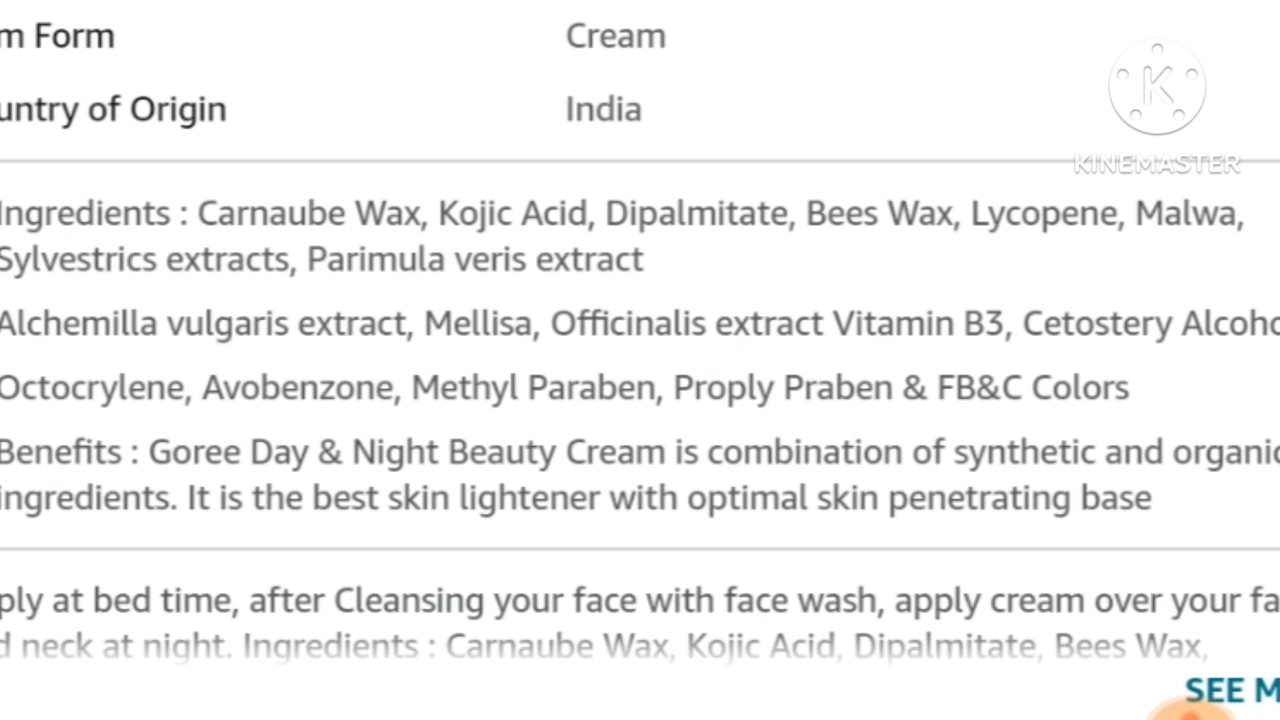 m Form Cream
untry of Origin India
KINEMASTER
Ingredients : Carnaube Wax, Kojic Acid, Dipalmitate, Bees Wax, Lycopene, Malwa,
Sylvestrics extracts, Parimula veris extract
Alchemilla vulgaris extract, Mellisa, Officinalis extract Vitamin B3, Cetostery Alcoho
Octocrylene, Avobenzone, Methyl Paraben, Proply Praben & FB&C Colors
Benefits : Goree Day & Night Beauty Cream is combination of synthetic and organic
ingredients. It is the best skin lightener with optimal skin penetrating base
ply at bed time, after Cleansing your face with face wash, apply cream over your fa
d neck at night. Ingredients : Carnaube Wax, Kojic Acid, Dipalmitate, Bees Wax,
SEE M